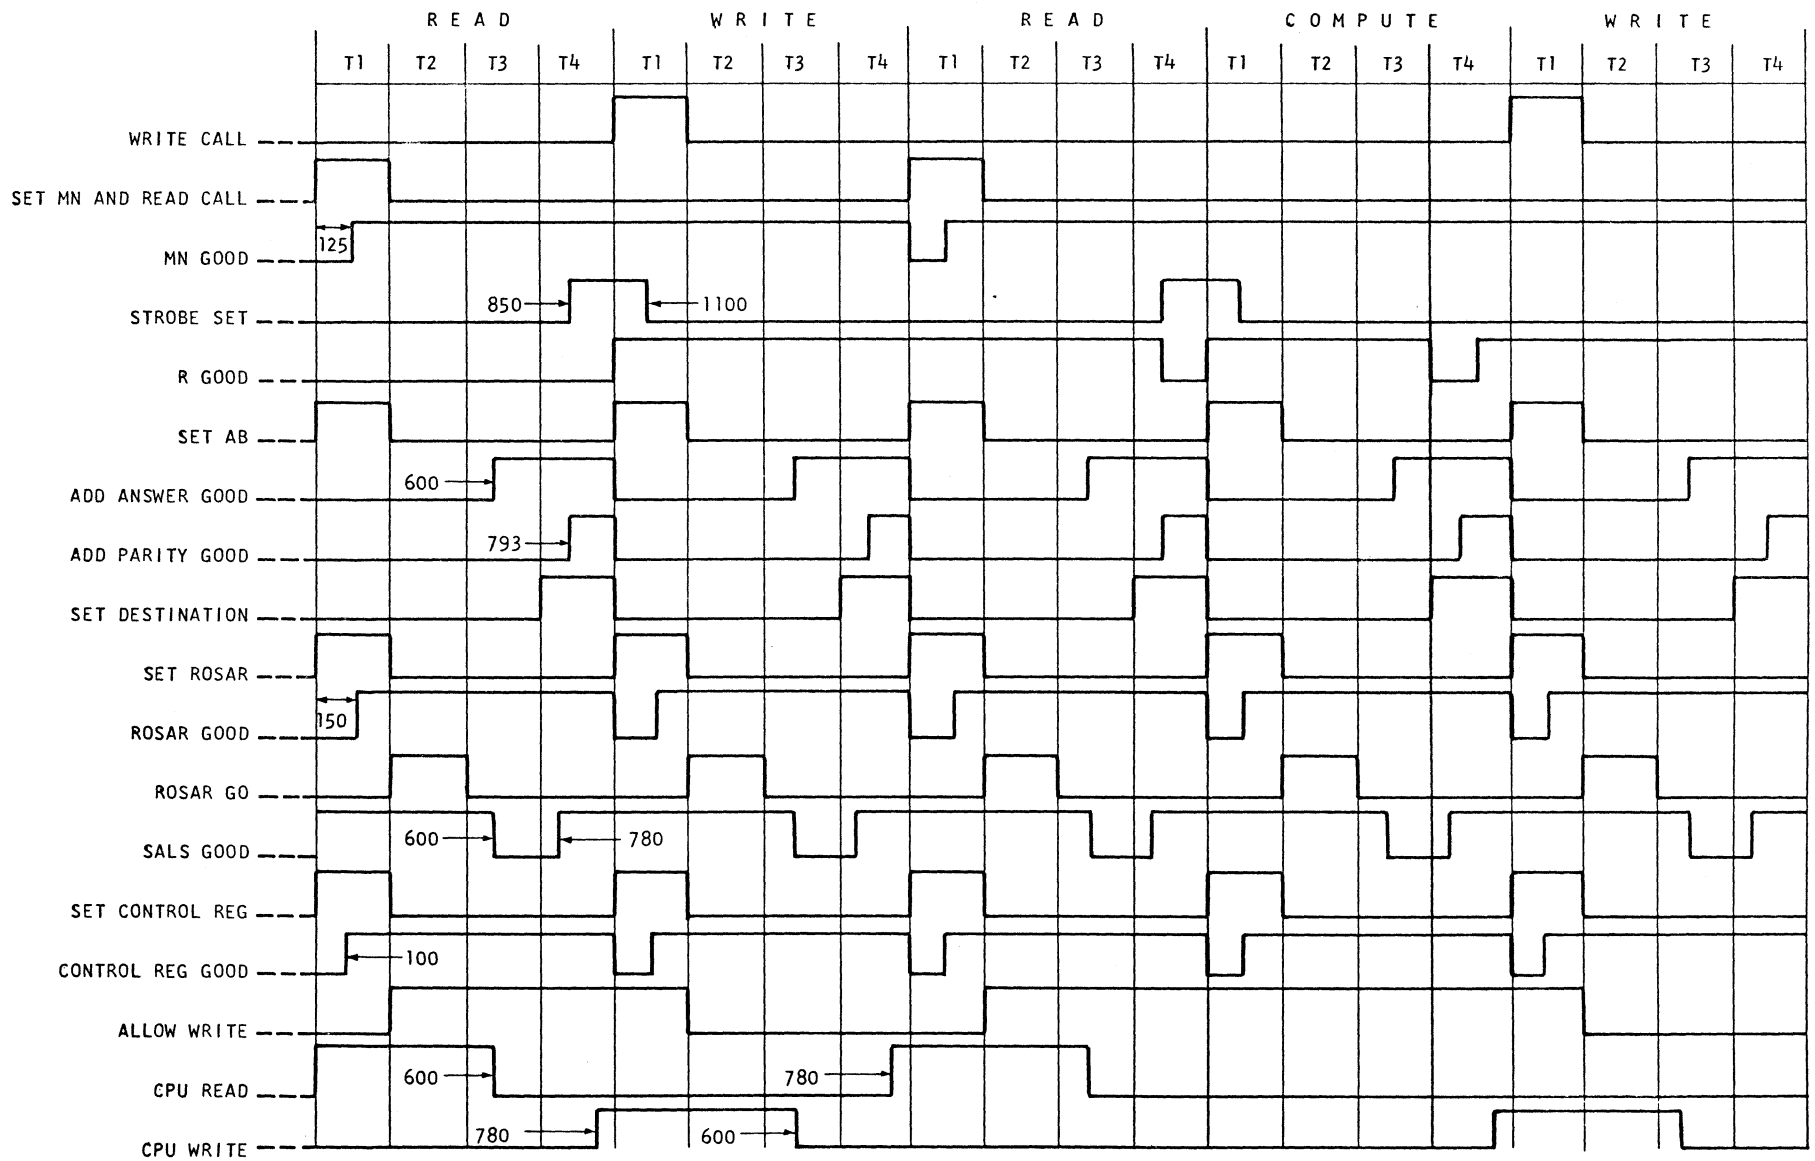 READ WRITE READ COMPUTE WRITE
T1 T2 T3 T4 T1 T2 T3 T4 T1 T2 T3 T4 T1 T2 T3 T4 T1 T2 T3 T4
WRITE CALL
SET MN AND READ CALL
125
MN GOOD
850 1100
STROBE SET
R GOOD
SET AB
600
ADD ANSWER GOOD
793
ADD PARITY GOOD
SET DESTINATION
SET ROSAR
150
ROSAR GOOD
ROSAR GO
600 780
SALS GOOD
SET CONTROL REG
100
CONTROL REG GOOD
ALLOW WRITE
600 780
CPU READ
780 600
CPU WRITE